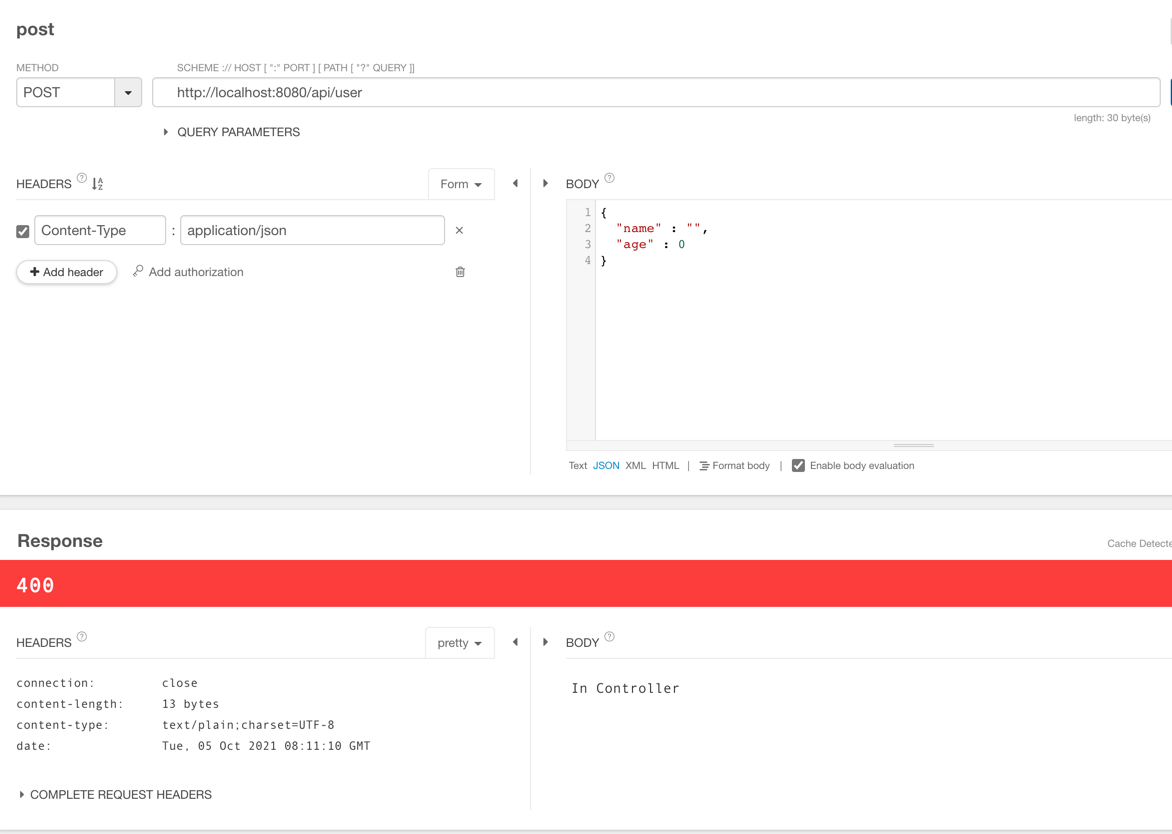 post
METHOD
SCHEME :// HOST [ ":" PORT ] [ PATH [ "?" QUERY ]]
POST
http://localhost:8080/api/user
length: 30 byte(s)
QUERY PARAMETERS
HEADERS ? A Z
Form
BODY ?
Content-Type : application/json ×
+ Add header
Add authorization
1 {
2 "name" : "",
3 "age" : 0
4 }
Text JSON XML HTML | Format body | Enable body evaluation
Response
Cache Detecte
400
HEADERS ?
pretty
BODY ?
connection: close
content-length: 13 bytes
content-type: text/plain;charset=UTF-8
date: Tue, 05 Oct 2021 08:11:10 GMT
In Controller
COMPLETE REQUEST HEADERS